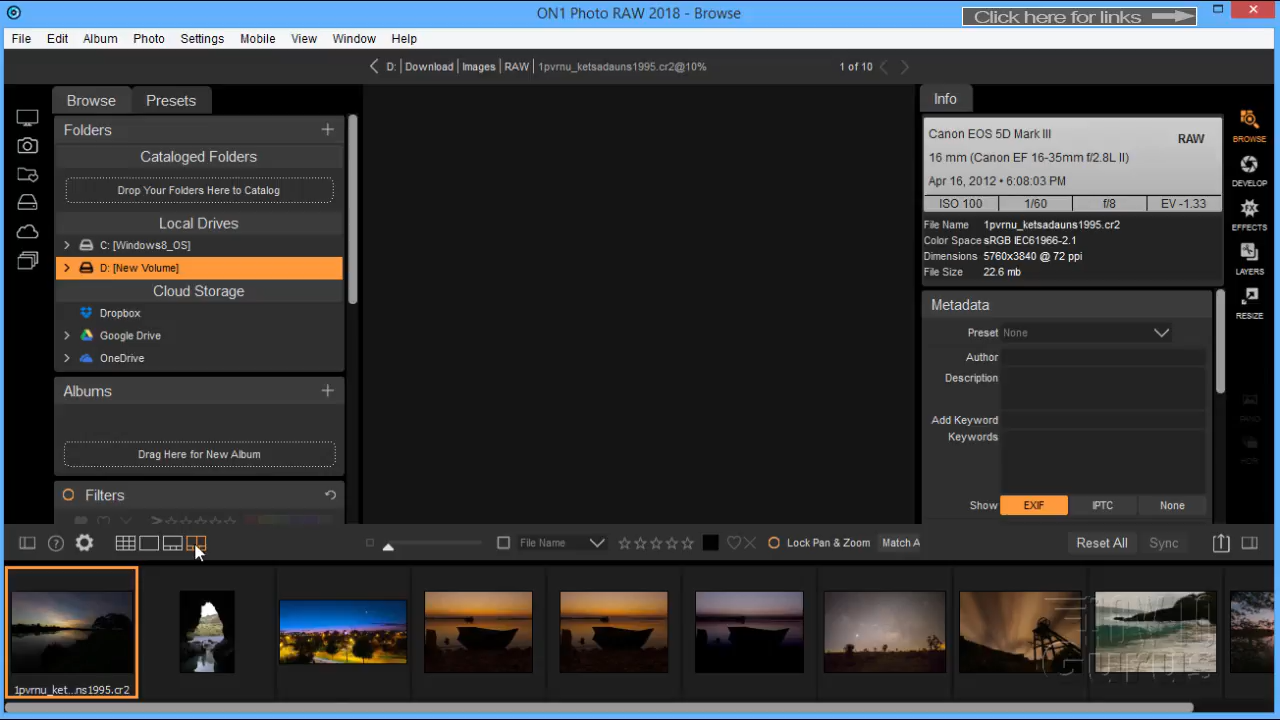 ON1 Photo RAW 2018 - Browse
Click here for links
File Edit Album Photo Settings Mobile View Window Help
D: Download Images RAW 1pvrnu_ketsadauns1995.cr2@10%
1 of 10
Browse Presets
Folders
Cataloged Folders
Drop Your Folders Here to Catalog
Local Drives
C: [Windows8_OS]
D: [New Volume]
Cloud Storage
Dropbox
Google Drive
OneDrive
Albums
Drag Here for New Album
Filters
Info
Canon EOS 5D Mark III
RAW
16 mm (Canon EF 16-35mm f/2.8L II)
Apr 16, 2012 • 6:08:03 PM
ISO 100 1/60 f/8 EV -1.33
File Name 1pvrnu_ketsadauns1995.cr2
Color Space sRGB IEC61966-2.1
Dimensions 5760x3840 @ 72 ppi
File Size 22.6 mb
Metadata
Preset None
Author
Description
Add Keyword
Keywords
Show EXIF IPTC None
BROWSE
DEVELOP
FX
EFFECTS
LAYERS
RESIZE
PANO
HDR
File Name
Lock Pan & Zoom
Match A
Reset All
Sync
1pvrnu_ket...ns1995.cr2